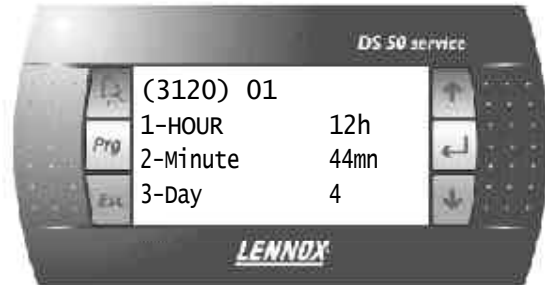 DS 50 service
(3120) 01
1-HOUR 12h
2-Minute 44mn
3-Day 4
Prg
Esc
LENNOX